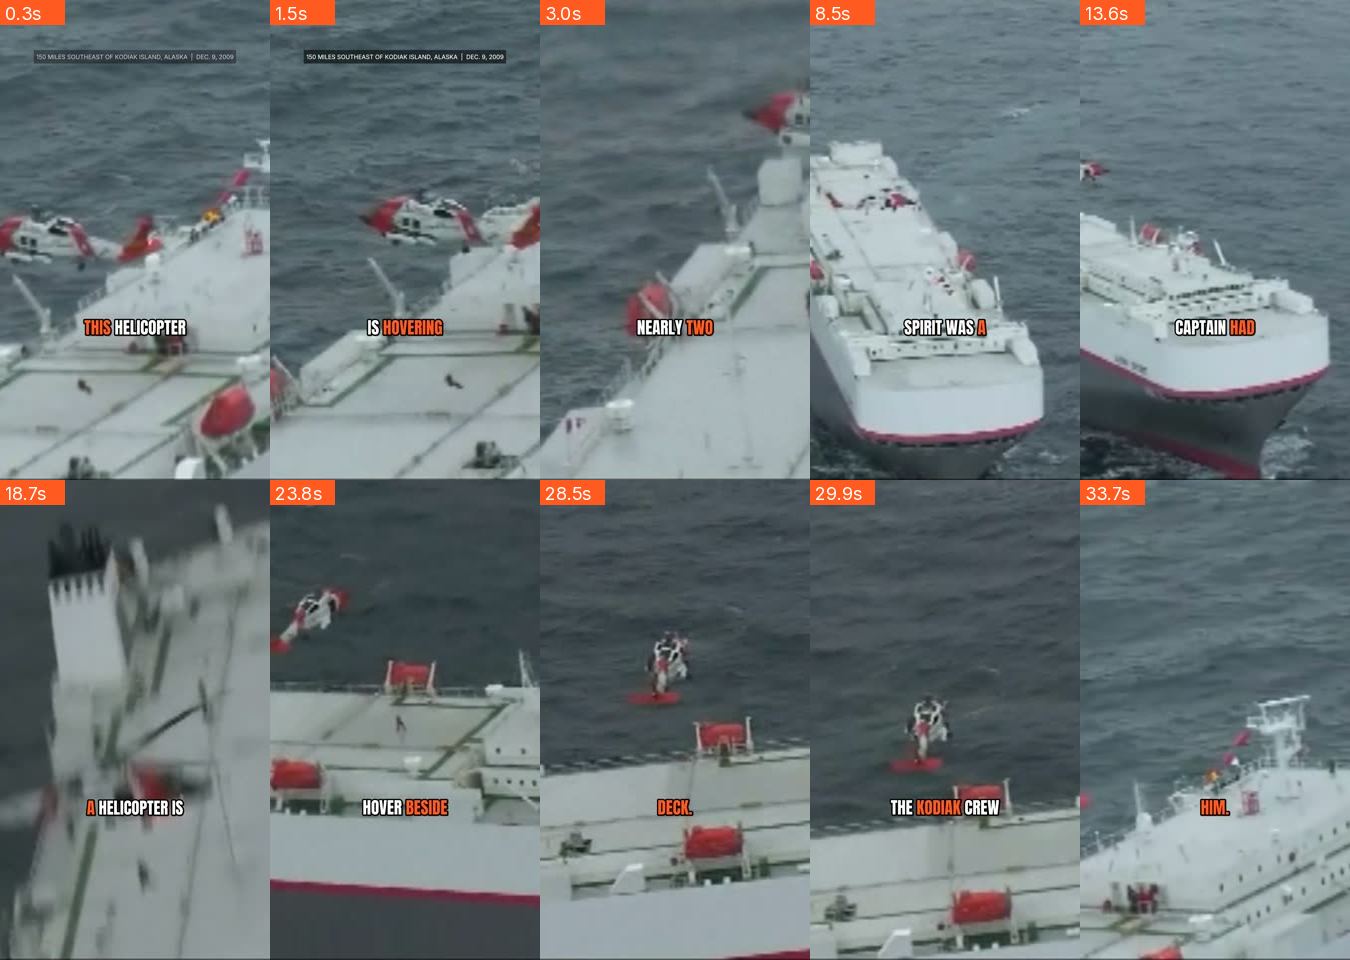 0.3s
1.5s
3.0s
8.5s
13.6s
150 MILES SOUTHEAST OF KODIAK ISLAND, ALASKA | DEC. 9, 2009
150 MILES SOUTHEAST OF KODIAK ISLAND, ALASKA | DEC. 9, 2009
THIS HELICOPTER
IS HOVERING
NEARLY TWO
SPIRIT WAS A
CAPTAIN HAD
18.7s
23.8s
28.5s
29.9s
33.7s
A HELICOPTER IS
HOVER BESIDE
DECK.
THE KODIAK CREW
HIM.